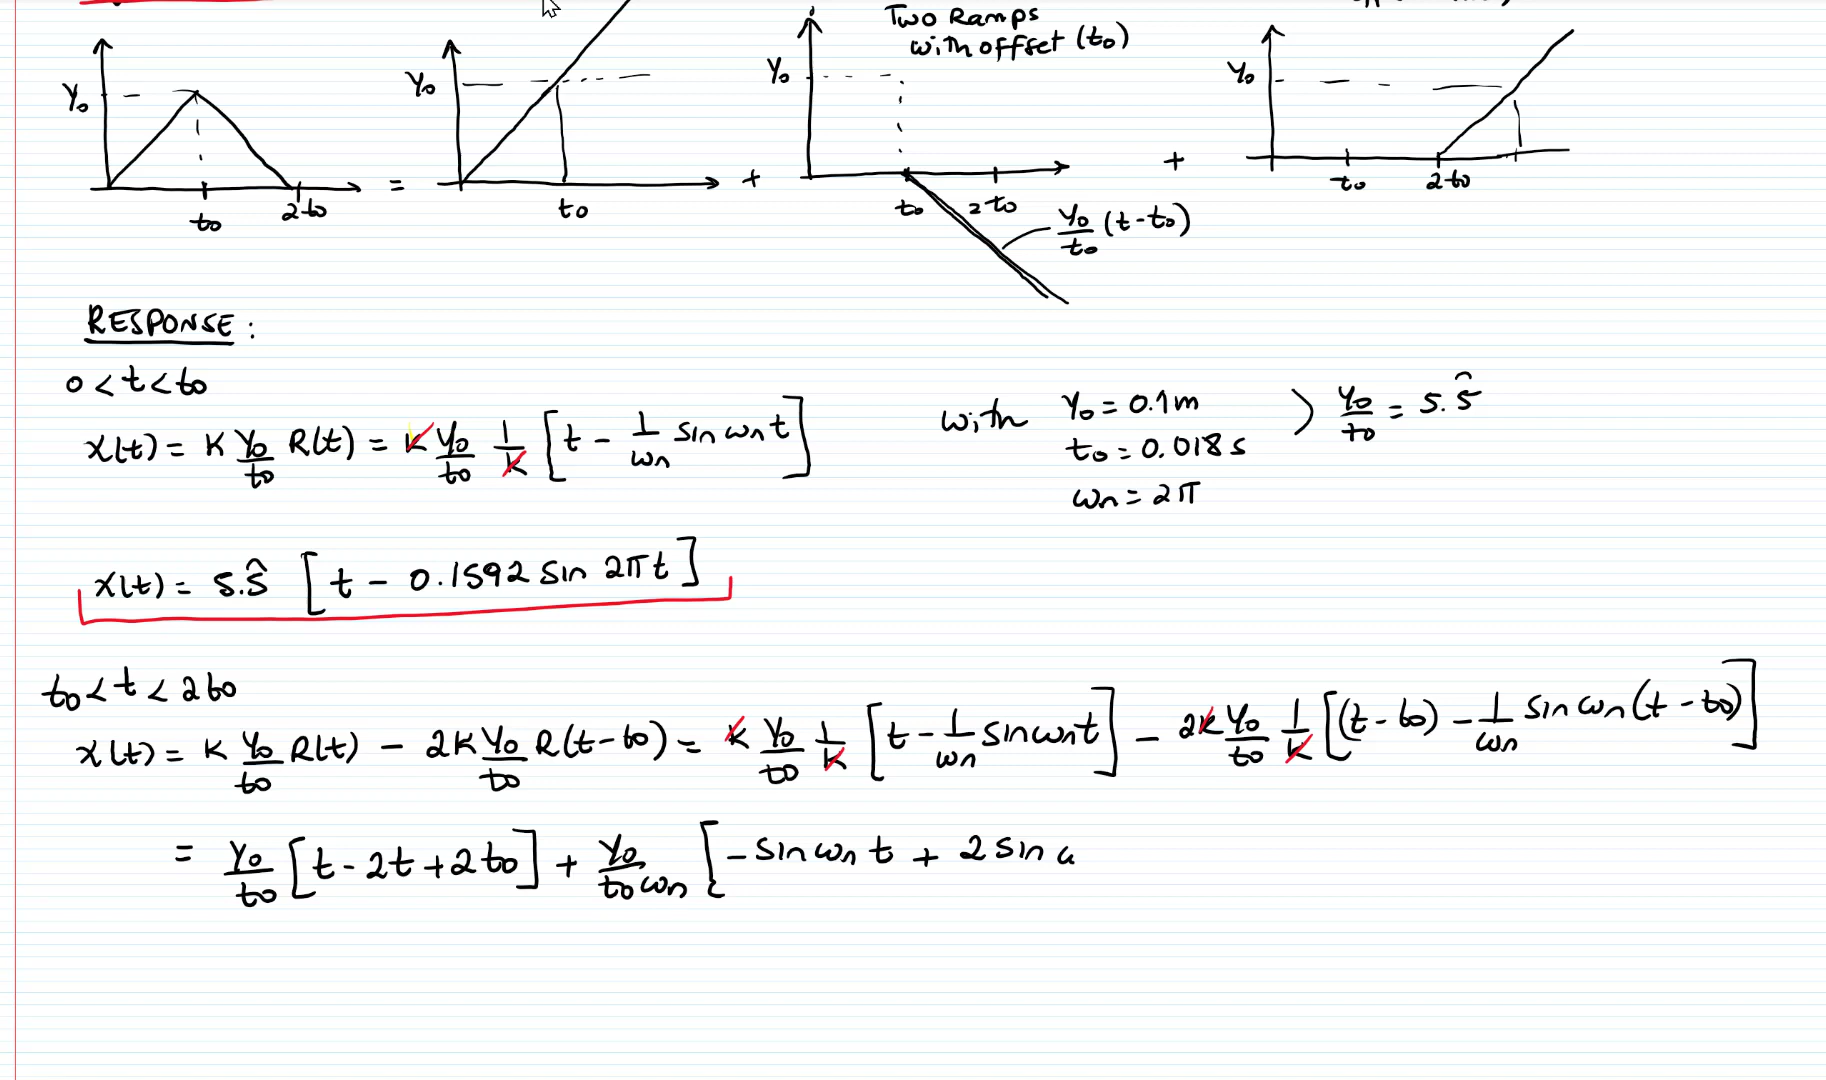 Two Ramps
with offset (t₀)
Y₀
t₀
2t₀
=
Y₀
t₀
+
Y₀
t₀
2t₀
Y₀/t₀ (t-t₀)
+
Y₀
t₀
2t₀
RESPONSE:
0 < t < t₀
x(t) = K Y₀/t₀ R(t) = K Y₀/t₀ 1/K [t - 1/ωn sin ωn t]
with Y₀ = 0.1m
t₀ = 0.018 s
ωn = 2π
> Y₀/t₀ = 5.5̂
x(t) = 5.5̂ [t - 0.1592 sin 2π t]
t₀ < t < 2t₀
x(t) = K Y₀/t₀ R(t) - 2K Y₀/t₀ R(t-t₀) = K Y₀/t₀ 1/K [t - 1/ωn sin ωn t] - 2K Y₀/t₀ 1/K [(t-t₀) - 1/ωn sin ωn (t-t₀)]
= Y₀/t₀ [t - 2t + 2t₀] + Y₀/t₀ωn [- sin ωn t + 2 sin